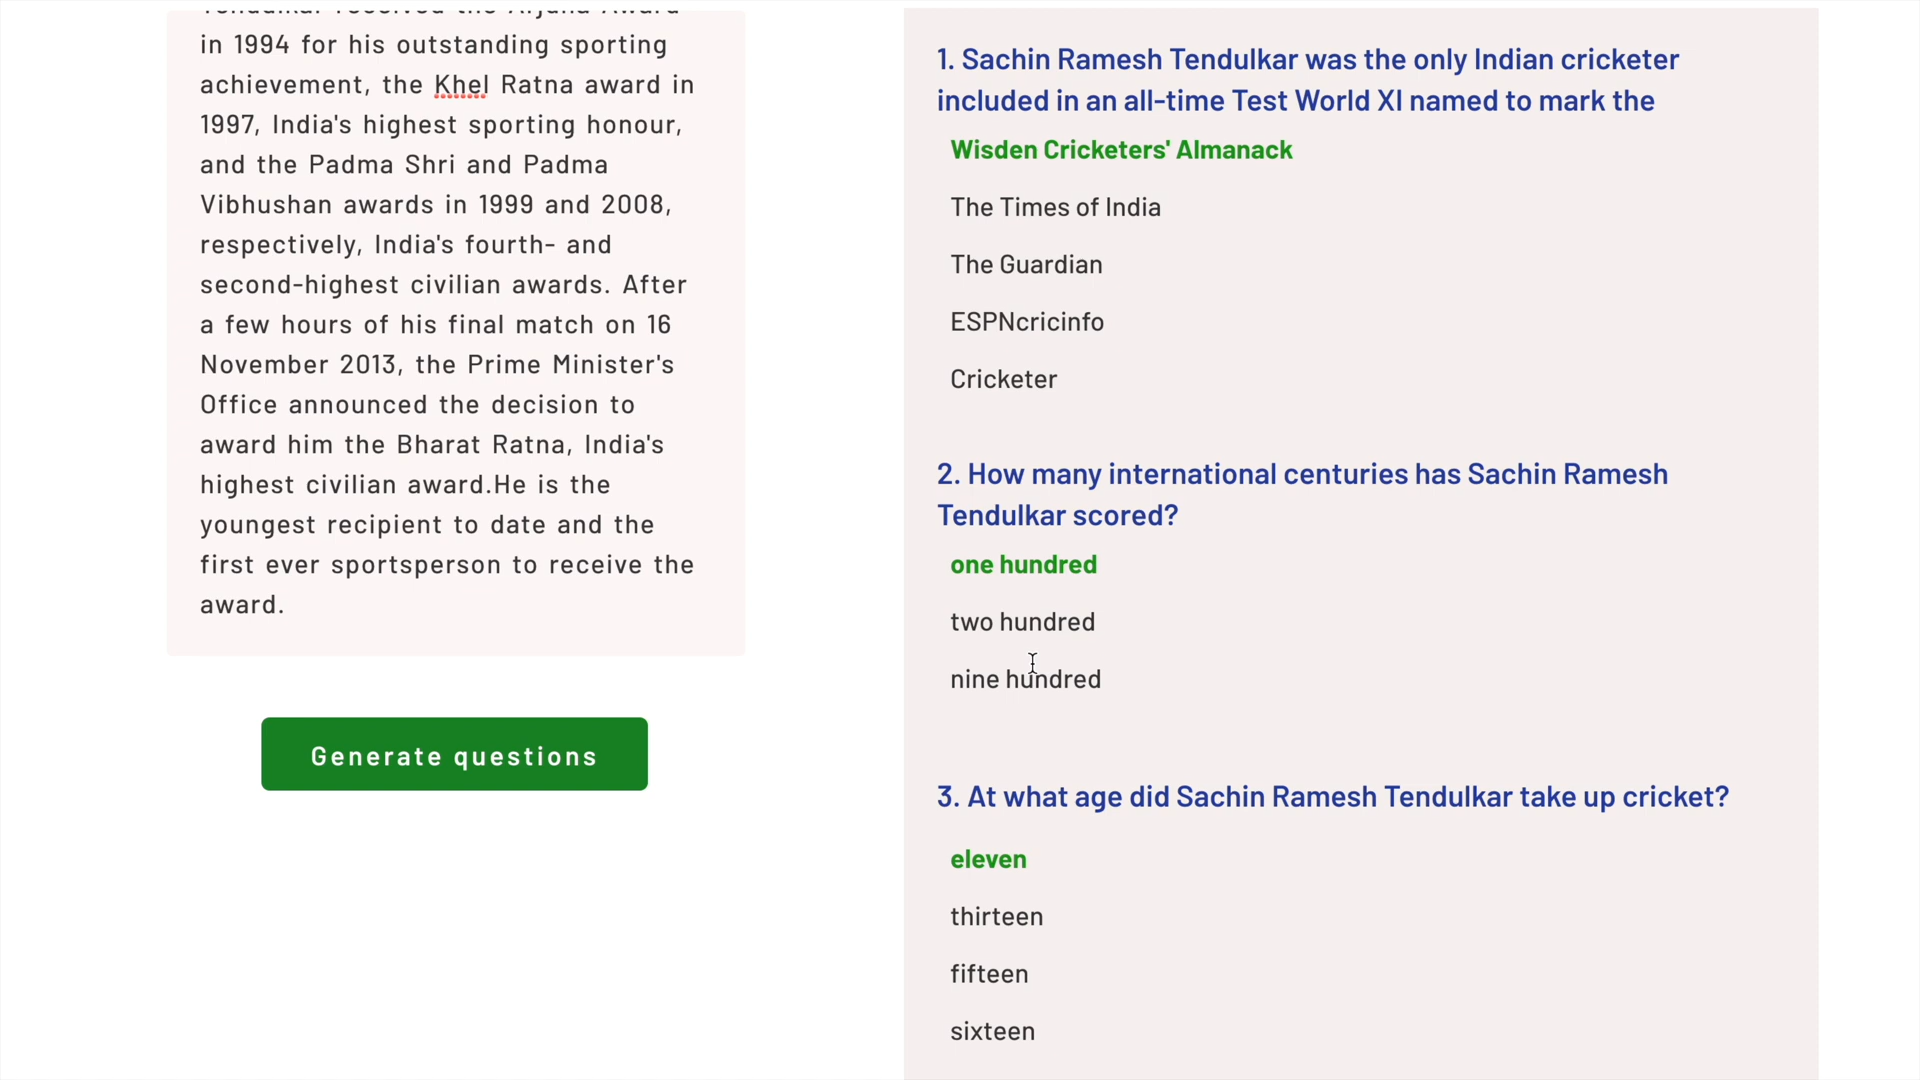 Tendulkar received the Arjuna Award
in 1994 for his outstanding sporting
achievement, the Khel Ratna award in
1997, India's highest sporting honour,
and the Padma Shri and Padma
Vibhushan awards in 1999 and 2008,
respectively, India's fourth- and
second-highest civilian awards. After
a few hours of his final match on 16
November 2013, the Prime Minister's
Office announced the decision to
award him the Bharat Ratna, India's
highest civilian award.He is the
youngest recipient to date and the
first ever sportsperson to receive the
award.
Generate questions
1. Sachin Ramesh Tendulkar was the only Indian cricketer
included in an all-time Test World XI named to mark the
Wisden Cricketers' Almanack
The Times of India
The Guardian
ESPNcricinfo
Cricketer
2. How many international centuries has Sachin Ramesh
Tendulkar scored?
one hundred
two hundred
nine hundred
3. At what age did Sachin Ramesh Tendulkar take up cricket?
eleven
thirteen
fifteen
sixteen